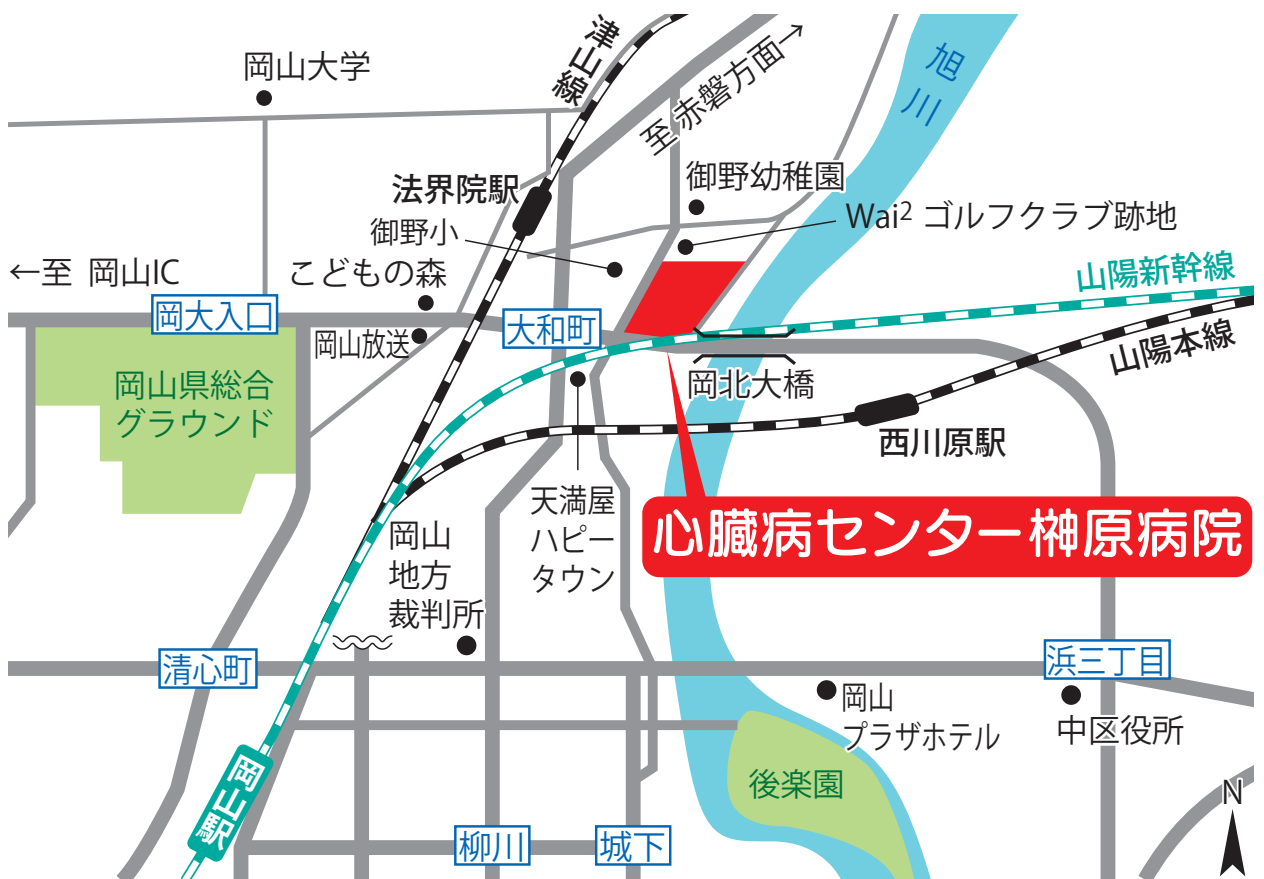 津山線
岡山大学
至 赤磐方面→
旭川
法界院駅
御野幼稚園
Wai² ゴルフクラブ跡地
御野小
←至 岡山IC
こどもの森
山陽新幹線
岡大入口
大和町
岡山放送
山陽本線
岡山県総合
グラウンド
岡北大橋
西川原駅
心臓病センター榊原病院
天満屋
ハピー
タウン
岡山
地方
裁判所
清心町
浜三丁目
岡山
プラザホテル
中区役所
岡山駅
後楽園
N
柳川
城下